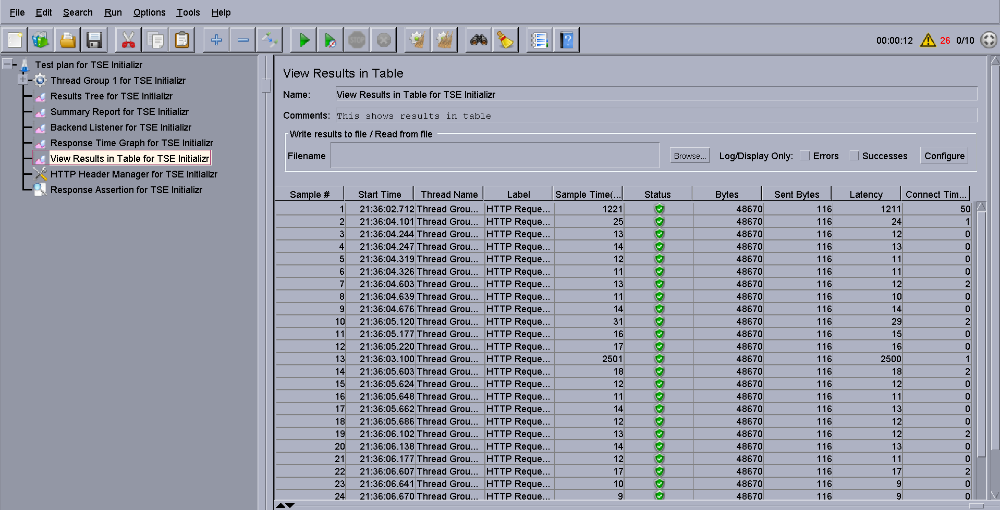 File Edit Search Run Options Tools Help
STOP
00:00:12 26 0/10
Test plan for TSE Initializr
Thread Group 1 for TSE Initializr
Results Tree for TSE Initializr
Summary Report for TSE Initializr
Backend Listener for TSE Initializr
Response Time Graph for TSE Initializr
View Results in Table for TSE Initializr
HTTP Header Manager for TSE Initializr
Response Assertion for TSE Initializr
View Results in Table
Name: View Results in Table for TSE Initializr
Comments: This shows results in table
Write results to file / Read from file
Filename Browse... Log/Display Only: Errors Successes Configure
Sample # Start Time Thread Name Label Sample Time(... Status Bytes Sent Bytes Latency Connect Tim...
1 21:36:02.712 Thread Grou... HTTP Reque... 1221 48670 116 1211 50
2 21:36:04.101 Thread Grou... HTTP Reque... 25 48670 116 24 1
3 21:36:04.244 Thread Grou... HTTP Reque... 13 48670 116 12 0
4 21:36:04.247 Thread Grou... HTTP Reque... 14 48670 116 13 0
5 21:36:04.319 Thread Grou... HTTP Reque... 12 48670 116 11 0
6 21:36:04.326 Thread Grou... HTTP Reque... 11 48670 116 11 0
7 21:36:04.603 Thread Grou... HTTP Reque... 13 48670 116 12 2
8 21:36:04.639 Thread Grou... HTTP Reque... 11 48670 116 10 0
9 21:36:04.676 Thread Grou... HTTP Reque... 14 48670 116 14 0
10 21:36:05.120 Thread Grou... HTTP Reque... 31 48670 116 29 2
11 21:36:05.177 Thread Grou... HTTP Reque... 16 48670 116 15 0
12 21:36:05.220 Thread Grou... HTTP Reque... 17 48670 116 16 0
13 21:36:03.100 Thread Grou... HTTP Reque... 2501 48670 116 2500 1
14 21:36:05.603 Thread Grou... HTTP Reque... 18 48670 116 18 2
15 21:36:05.624 Thread Grou... HTTP Reque... 12 48670 116 12 0
16 21:36:05.648 Thread Grou... HTTP Reque... 11 48670 116 11 0
17 21:36:05.662 Thread Grou... HTTP Reque... 14 48670 116 13 0
18 21:36:05.686 Thread Grou... HTTP Reque... 12 48670 116 12 0
19 21:36:06.102 Thread Grou... HTTP Reque... 13 48670 116 12 2
20 21:36:06.138 Thread Grou... HTTP Reque... 14 48670 116 13 0
21 21:36:06.177 Thread Grou... HTTP Reque... 12 48670 116 11 0
22 21:36:06.607 Thread Grou... HTTP Reque... 17 48670 116 17 2
23 21:36:06.641 Thread Grou... HTTP Reque... 10 48670 116 9 0
24 21:36:06.670 Thread Grou... HTTP Reque... 9 48670 116 9 0